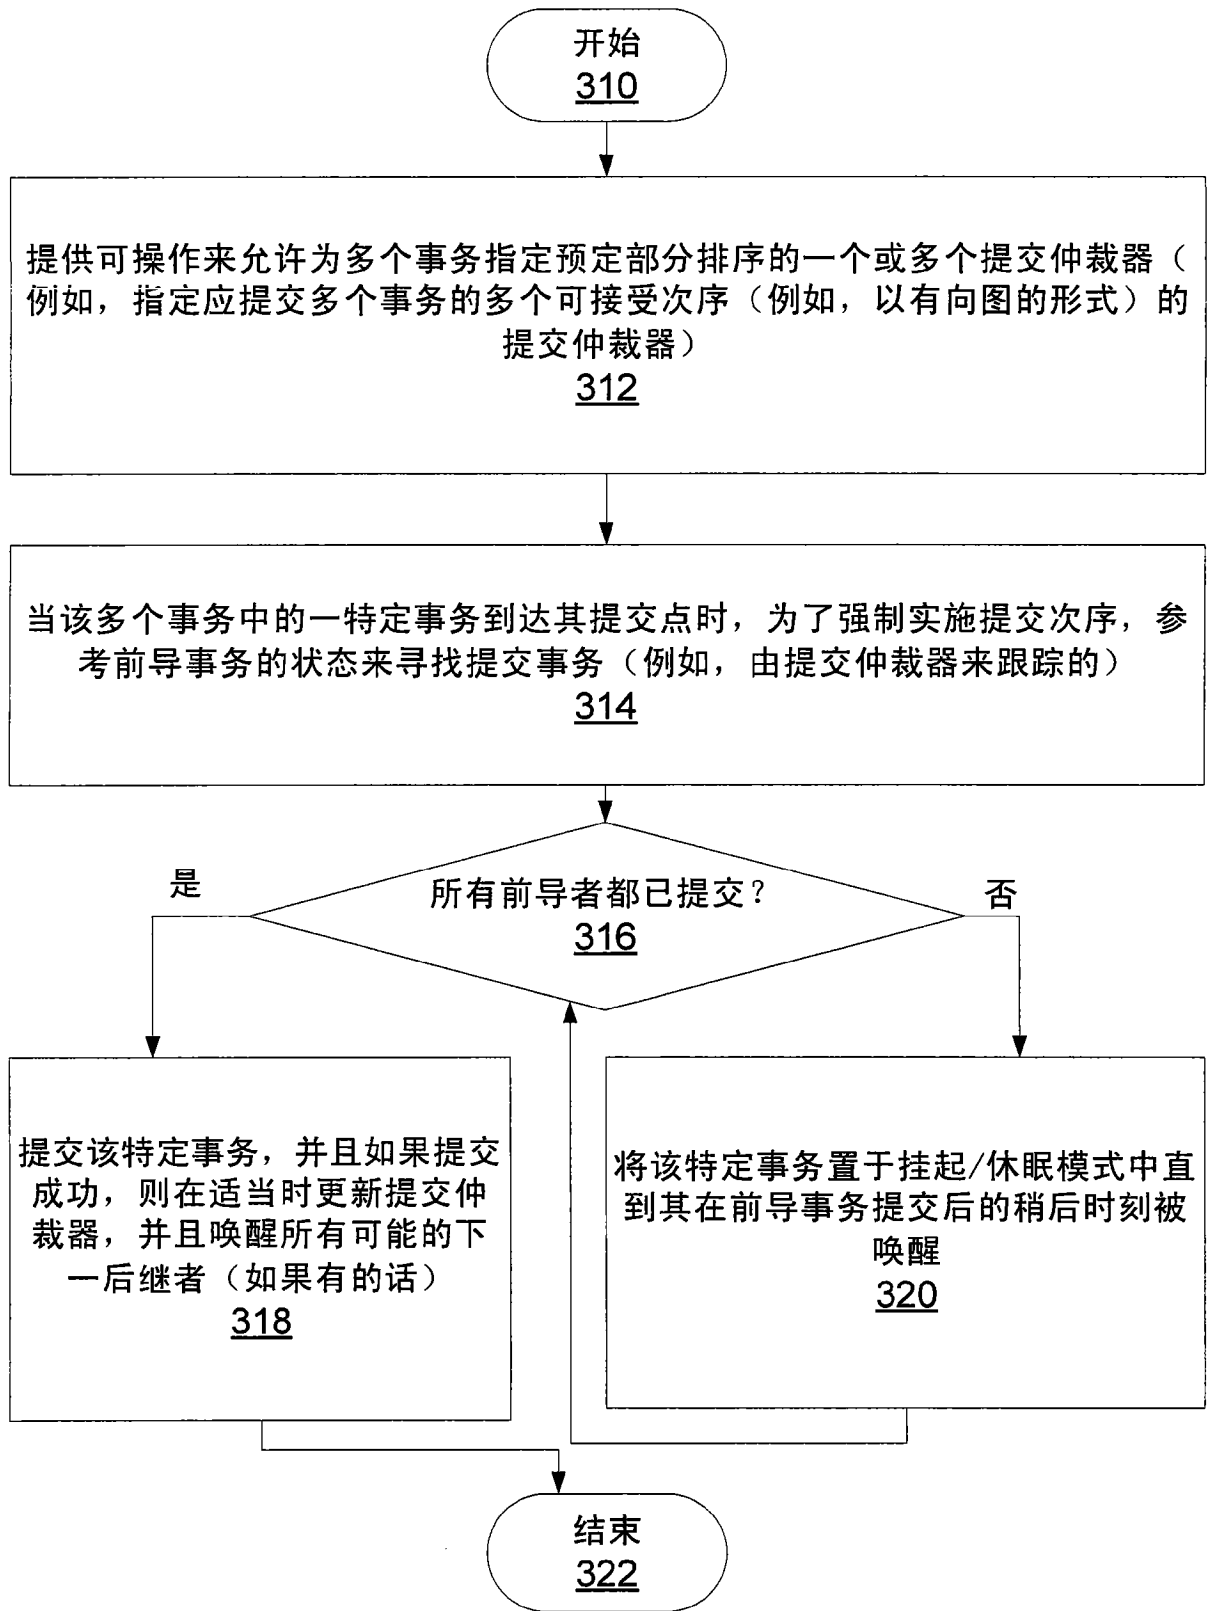 开始
310
提供可操作来允许为多个事务指定预定部分排序的一个或多个提交仲裁器（
例如，指定应提交多个事务的多个可接受次序（例如，以有向图的形式）的
提交仲裁器）
312
当该多个事务中的一特定事务到达其提交点时，为了强制实施提交次序，参
考前导事务的状态来寻找提交事务（例如，由提交仲裁器来跟踪的）
314
所有前导者都已提交？
316
是
否
提交该特定事务，并且如果提交
成功，则在适当时更新提交仲
裁器，并且唤醒所有可能的下
一后继者（如果有的话）
318
将该特定事务置于挂起/休眠模式中直
到其在前导事务提交后的稍后时刻被
唤醒
320
结束
322